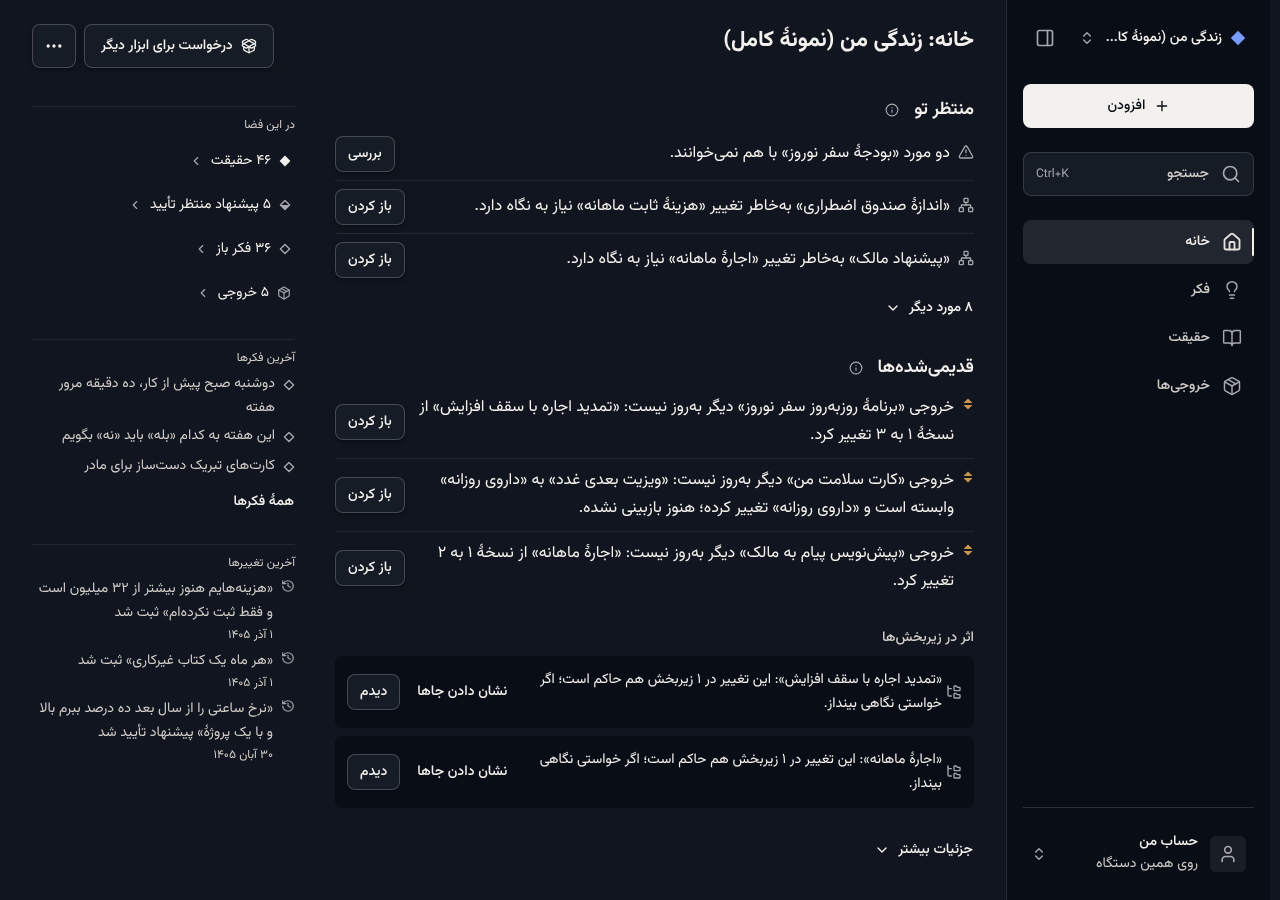 زندگی من (نمونهٔ کا...
افزودن
جستجو
Ctrl+K
خانه
فکر
حقیقت
خروجی‌ها
حساب من
روی همین دستگاه
خانه: زندگی من (نمونهٔ کامل)
درخواست برای ابزار دیگر
منتظر تو
دو مورد «بودجهٔ سفر نوروز» با هم نمی‌خوانند.
بررسی
«اندازهٔ صندوق اضطراری» به‌خاطر تغییر «هزینهٔ ثابت ماهانه» نیاز به نگاه دارد.
باز کردن
«پیشنهاد مالک» به‌خاطر تغییر «اجارهٔ ماهانه» نیاز به نگاه دارد.
باز کردن
۸ مورد دیگر
قدیمی‌شده‌ها
خروجی «برنامهٔ روزبه‌روز سفر نوروز» دیگر به‌روز نیست: «تمدید اجاره با سقف افزایش» از
نسخهٔ ۱ به ۳ تغییر کرد.
باز کردن
خروجی «کارت سلامت من» دیگر به‌روز نیست: «ویزیت بعدی غدد» به «داروی روزانه»
وابسته است و «داروی روزانه» تغییر کرده؛ هنوز بازبینی نشده.
باز کردن
خروجی «پیش‌نویس پیام به مالک» دیگر به‌روز نیست: «اجارهٔ ماهانه» از نسخهٔ ۱ به ۲
تغییر کرد.
باز کردن
اثر در زیربخش‌ها
«تمدید اجاره با سقف افزایش»: این تغییر در ۱ زیربخش هم حاکم است؛ اگر
خواستی نگاهی بینداز.
نشان دادن جاها
دیدم
«اجارهٔ ماهانه»: این تغییر در ۱ زیربخش هم حاکم است؛ اگر خواستی نگاهی
بینداز.
نشان دادن جاها
دیدم
جزئیات بیشتر
در این فضا
۴۶ حقیقت
۵ پیشنهاد منتظر تأیید
۳۶ فکر باز
۵ خروجی
آخرین فکرها
دوشنبه صبح پیش از کار، ده دقیقه مرور
هفته
این هفته به کدام «بله» باید «نه» بگویم
کارت‌های تبریک دست‌ساز برای مادر
همهٔ فکرها
آخرین تغییرها
«هزینه‌هایم هنوز بیشتر از ۳۲ میلیون است
و فقط ثبت نکرده‌ام» ثبت شد
۱ آذر ۱۴۰۵
«هر ماه یک کتاب غیرکاری» ثبت شد
۱ آذر ۱۴۰۵
«نرخ ساعتی را از سال بعد ده درصد ببرم بالا
و با یک پروژهٔ» پیشنهاد تأیید شد
۳۰ آبان ۱۴۰۵